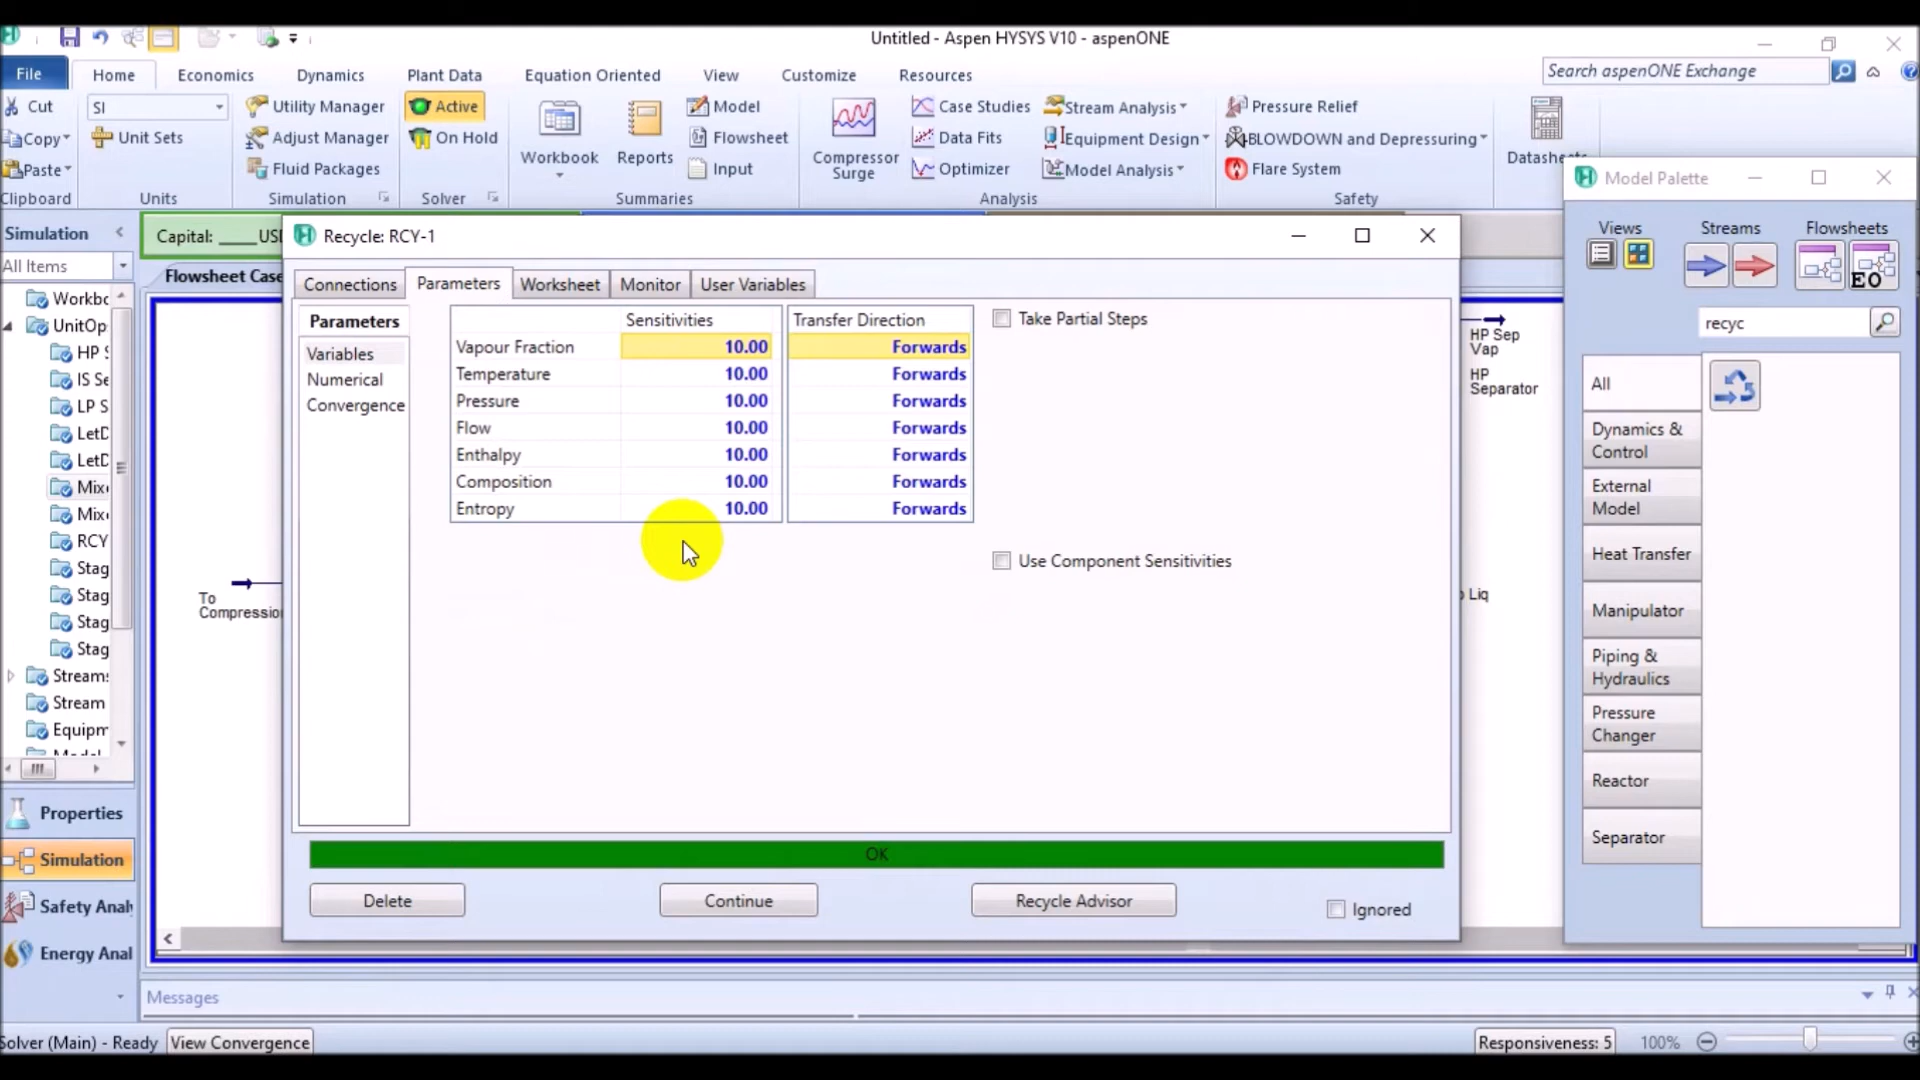 Untitled - Aspen HYSYS V10 - aspenONE
File
Home
Economics
Dynamics
Plant Data
Equation Oriented
View
Customize
Resources
Search aspenONE Exchange
Cut
SI
Utility Manager
Active
Model
Case Studies
Stream Analysis
Pressure Relief
Copy
Unit Sets
Adjust Manager
On Hold
Flowsheet
Data Fits
Equipment Design
BLOWDOWN and Depressuring
Paste
Fluid Packages
Workbook
Reports
Input
Compressor
Surge
Optimizer
Model Analysis
Flare System
Datashe
Clipboard
Units
Simulation
Solver
Summaries
Analysis
Safety
Model Palette
Simulation
Capital: ____USD
Recycle: RCY-1
Views
Streams
Flowsheets
EO
All Items
Flowsheet Case
Connections
Parameters
Worksheet
Monitor
User Variables
recyc
Workbo
UnitOp
HP S
IS Se
LP S
LetD
LetD
Mix
Mix
RCY
Stag
Stag
Stag
Stag
Streams
Stream
Equipm
Model
Parameters
Variables
Numerical
Convergence
Sensitivities
Transfer Direction
Vapour Fraction 10.00 Forwards
Temperature 10.00 Forwards
Pressure 10.00 Forwards
Flow 10.00 Forwards
Enthalpy 10.00 Forwards
Composition 10.00 Forwards
Entropy 10.00 Forwards
Take Partial Steps
Use Component Sensitivities
To
Compression
HP Sep
Vap
HP
Separator
Liq
All
Dynamics &
Control
External
Model
Heat Transfer
Manipulator
Piping &
Hydraulics
Pressure
Changer
Reactor
Separator
Properties
Simulation
Safety Anal
Energy Anal
OK
Delete
Continue
Recycle Advisor
Ignored
Messages
Solver (Main) - Ready
View Convergence
Responsiveness: 5
100%